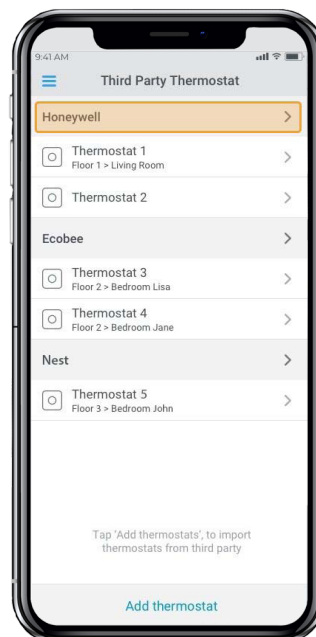 9:41 AM
Third Party Thermostat
Honeywell
Thermostat 1
Floor 1 > Living Room
Thermostat 2
Ecobee
Thermostat 3
Floor 2 > Bedroom Lisa
Thermostat 4
Floor 2 > Bedroom Jane
Nest
Thermostat 5
Floor 3 > Bedroom John
Tap 'Add thermostats', to import
thermostats from third party
Add thermostat